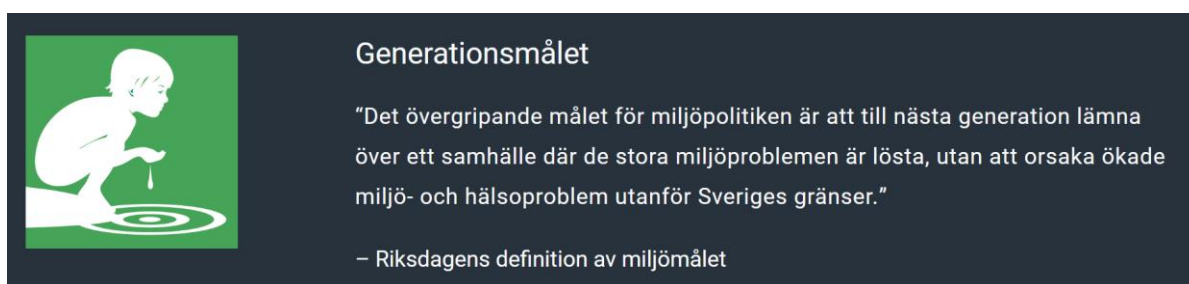 Generationsmålet
“Det övergripande målet för miljöpolitiken är att till nästa generation lämna
över ett samhälle där de stora miljöproblemen är lösta, utan att orsaka ökade
miljö- och hälsoproblem utanför Sveriges gränser.”
– Riksdagens definition av miljömålet